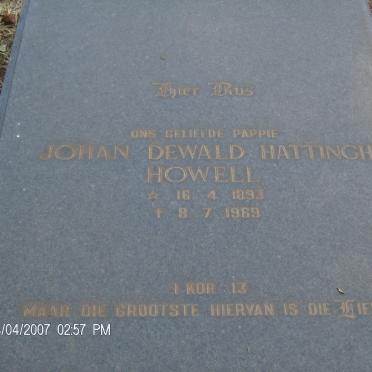 Hier Rus
ONS GELIEFDE PAPPIE
JOHAN DEWALD HATTINGH
HOWELL
☆ 16 4 1893
† 8 7 1969
1 KOR 13
MAAR DIE GROOTSTE HIERVAN IS DIE
/04/2007 02:57 PM